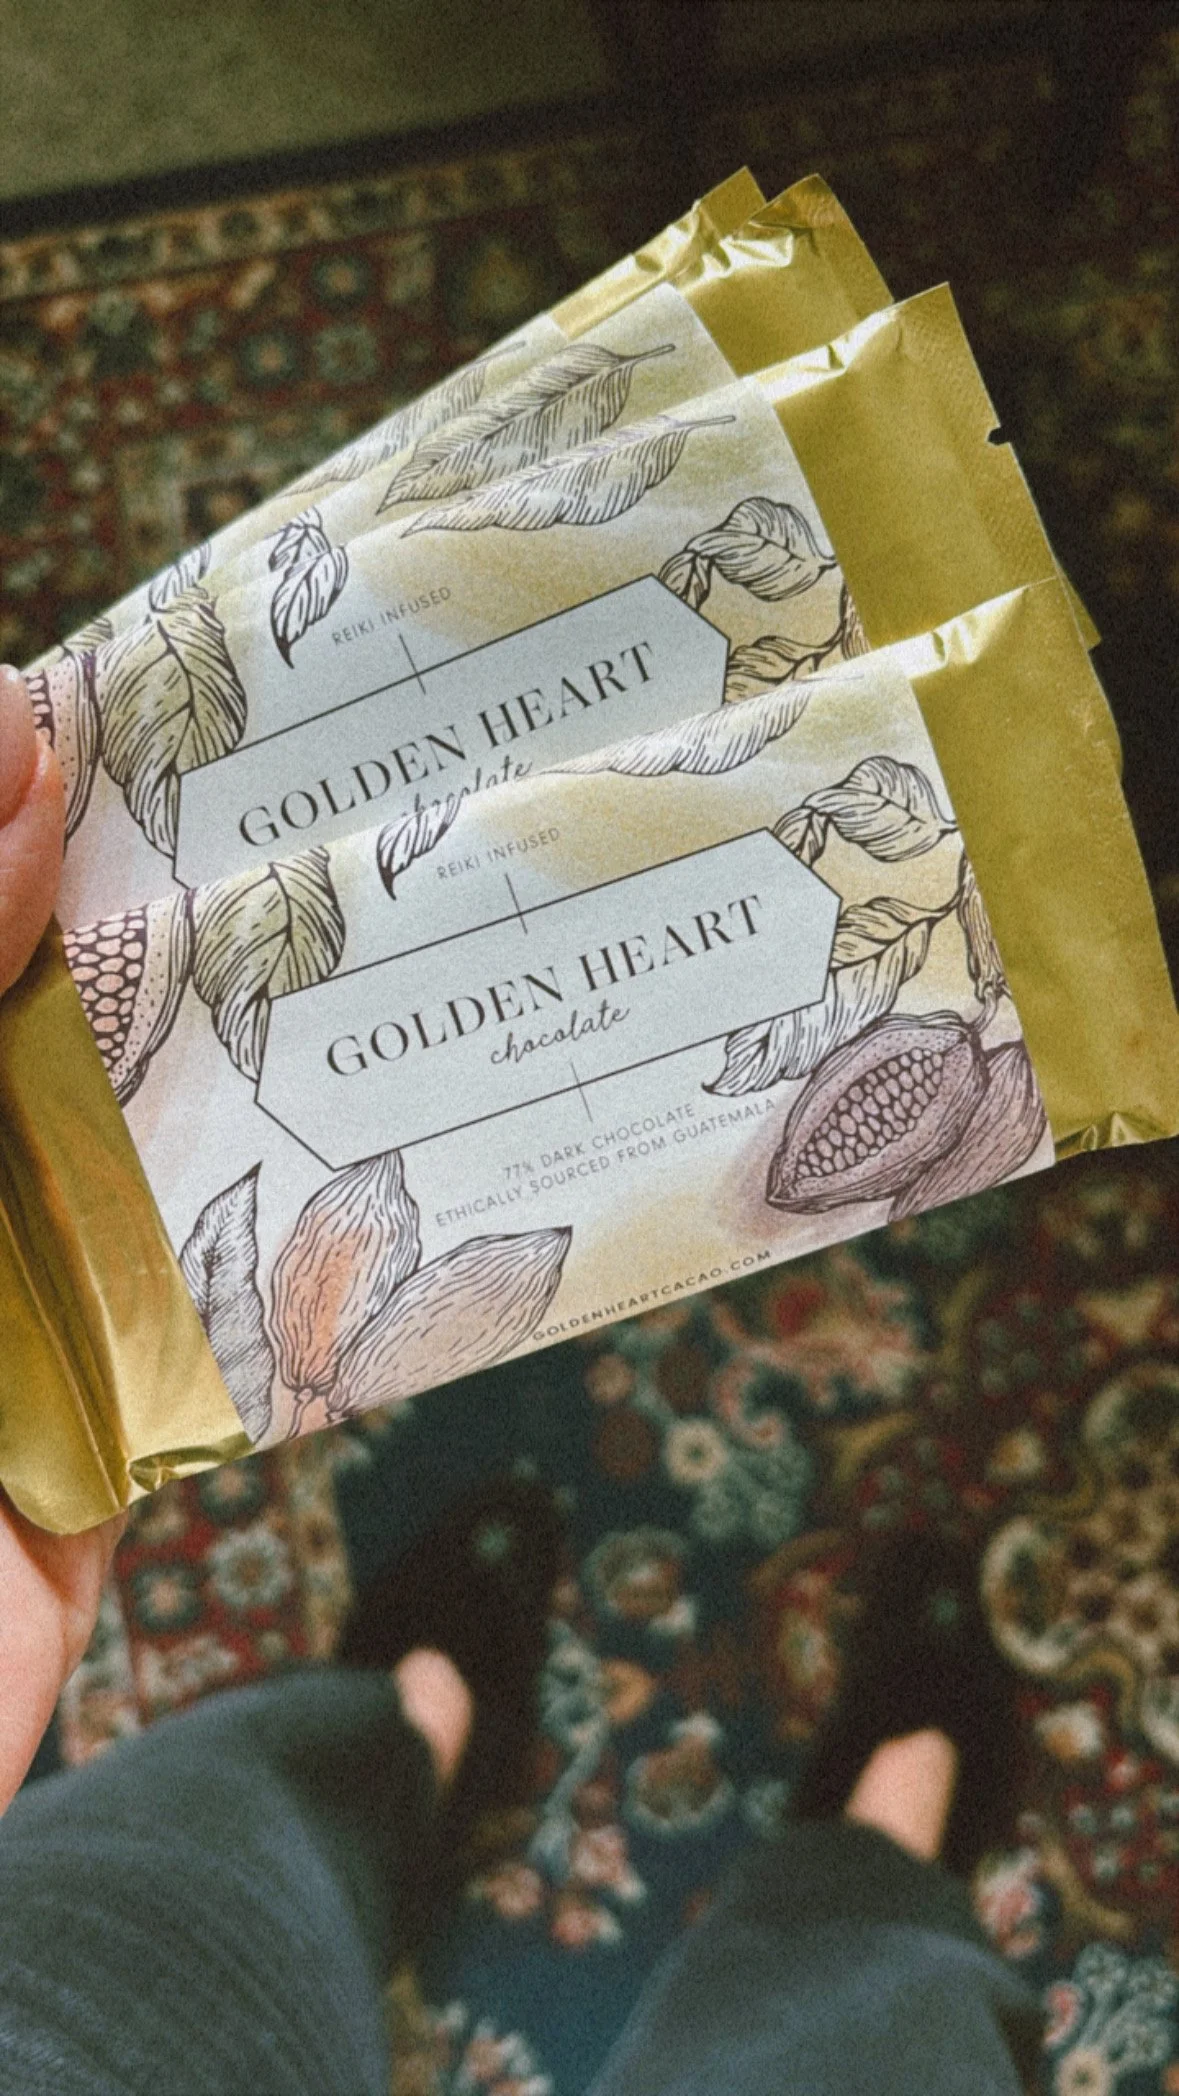 REIKI INFUSED
GOLDEN HEART
chocolate
REIKI INFUSED
GOLDEN HEART
chocolate
77% DARK CHOCOLATE
ETHICALLY SOURCED FROM GUATEMALA
GOLDENHEARTCACAO.COM